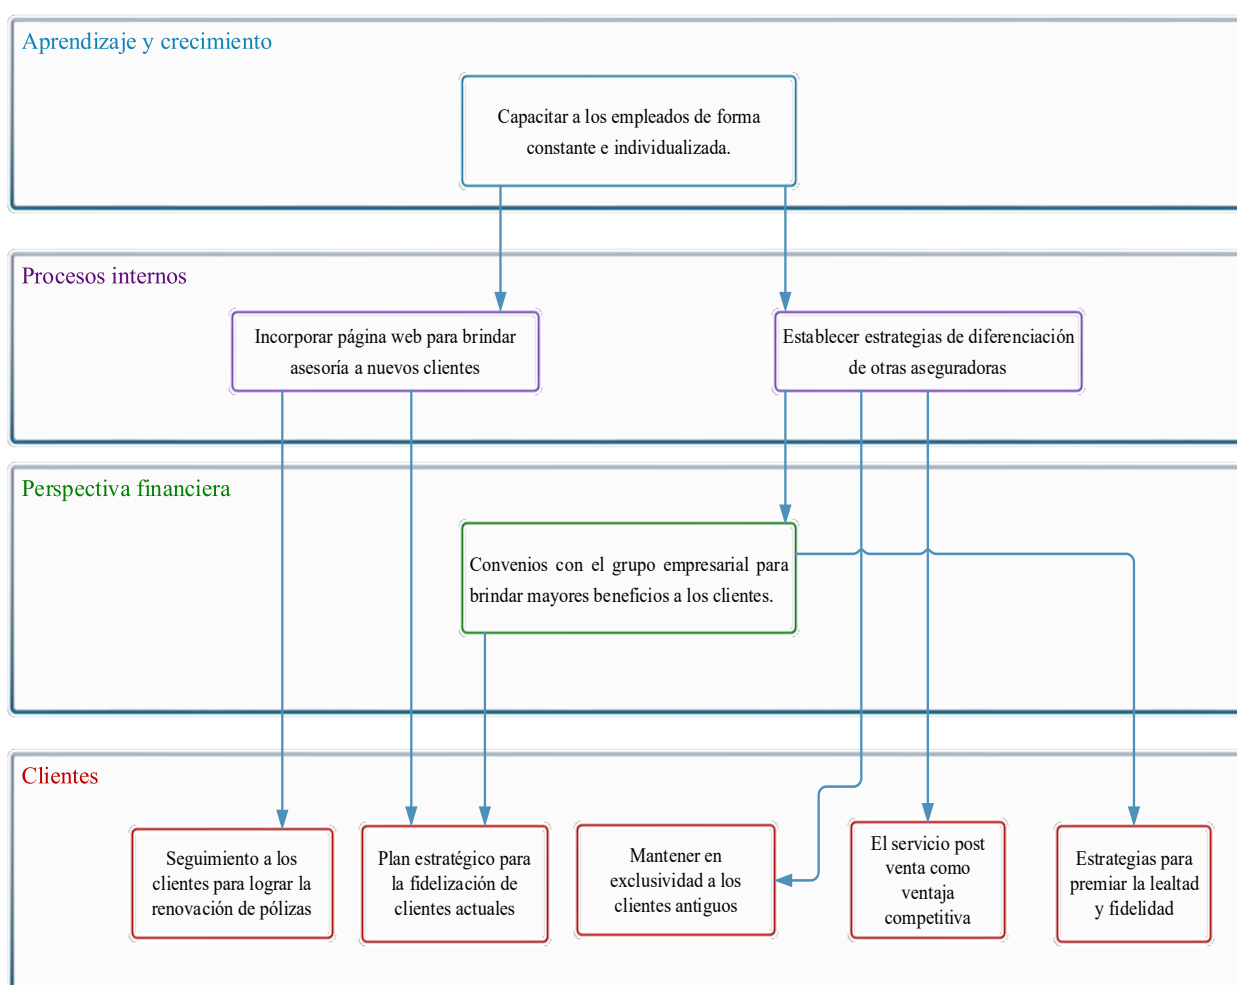 Aprendizaje y crecimiento
Capacitar a los empleados de forma
constante e individualizada.
Procesos internos
Incorporar página web para brindar
asesoría a nuevos clientes
Establecer estrategias de diferenciación
de otras aseguradoras
Perspectiva financiera
Convenios con el grupo empresarial para
brindar mayores beneficios a los clientes.
Clientes
Seguimiento a los
clientes para lograr la
renovación de pólizas
Plan estratégico para
la fidelización de
clientes actuales
Mantener en
exclusividad a los
clientes antiguos
El servicio post
venta como
ventaja
competitiva
Estrategias para
premiar la lealtad
y fidelidad